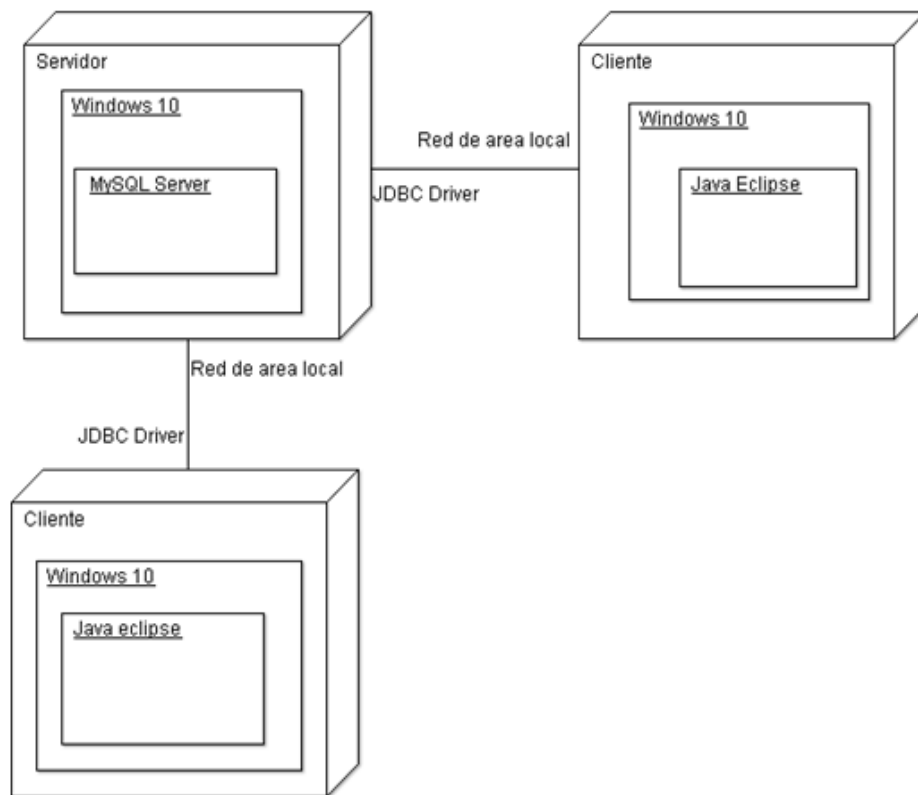 Servidor
Windows 10
MySQL Server
Red de area local
JDBC Driver
Cliente
Windows 10
Java Eclipse
Red de area local
JDBC Driver
Cliente
Windows 10
Java eclipse